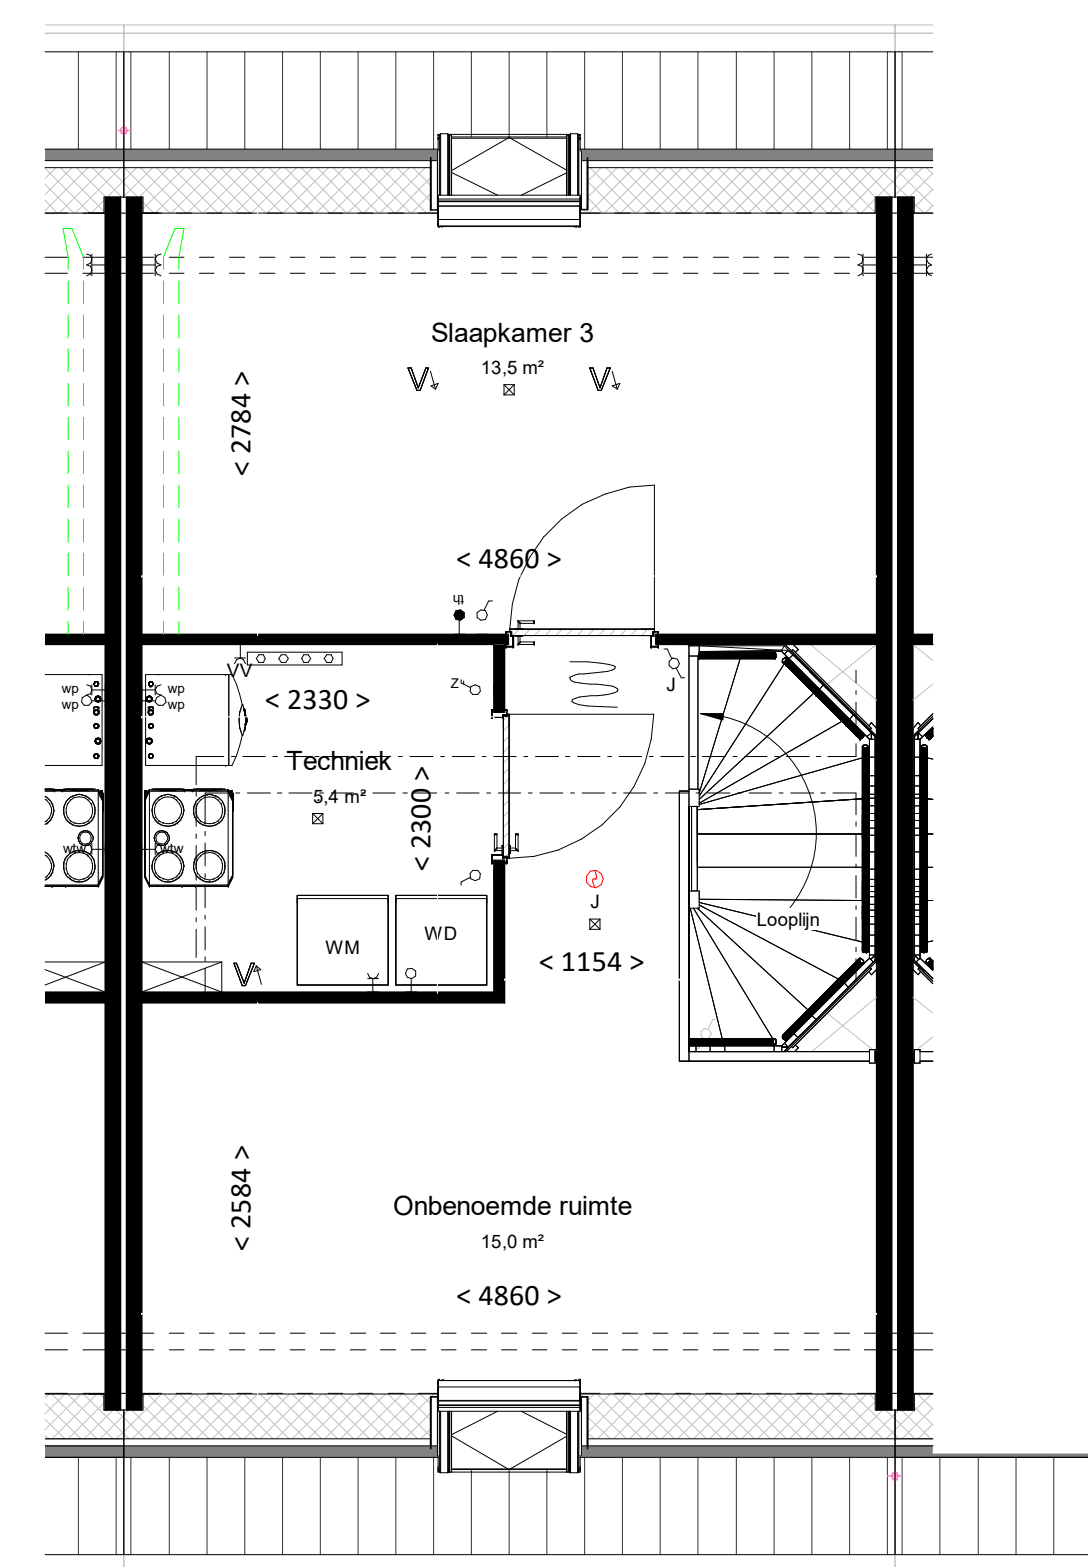 Slaapkamer 3
13,5 m²
V
V
< 2784 >
< 4860 >
VV
< 2330 >
wp
wp
wp
wp
Z
J
Techniek
5,4 m²
< 2300 >
wtw
wtw
J
Looplijn
WM
WD
< 1154 >
V
< 2584 >
Onbenoemde ruimte
15,0 m²
< 4860 >